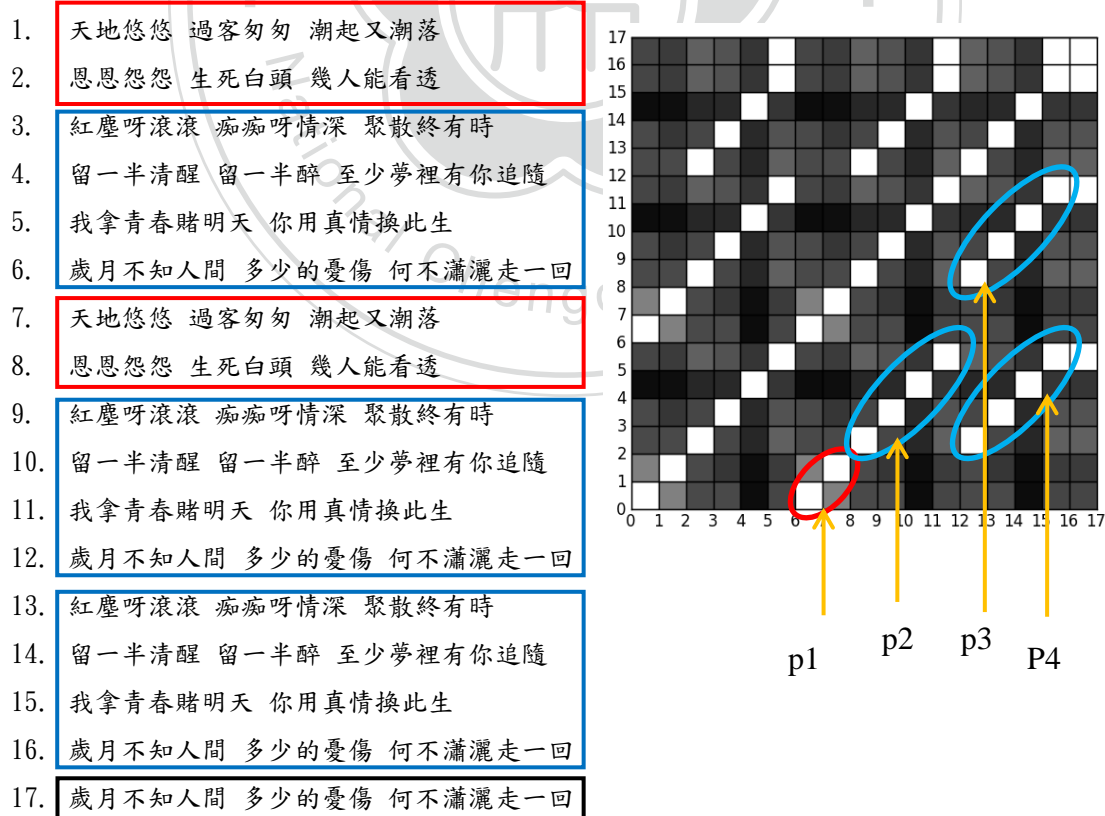 1. 天地悠悠 過客匆匆 潮起又潮落
2. 恩恩怨怨 生死白頭 幾人能看透
3. 紅塵呀滾滾 痴痴呀情深 聚散終有時
4. 留一半清醒 留一半醉 至少夢裡有你追隨
5. 我拿青春賭明天 你用真情換此生
6. 歲月不知人間 多少的憂傷 何不瀟灑走一回
7. 天地悠悠 過客匆匆 潮起又潮落
8. 恩恩怨怨 生死白頭 幾人能看透
9. 紅塵呀滾滾 痴痴呀情深 聚散終有時
10. 留一半清醒 留一半醉 至少夢裡有你追隨
11. 我拿青春賭明天 你用真情換此生
12. 歲月不知人間 多少的憂傷 何不瀟灑走一回
13. 紅塵呀滾滾 痴痴呀情深 聚散終有時
14. 留一半清醒 留一半醉 至少夢裡有你追隨
15. 我拿青春賭明天 你用真情換此生
16. 歲月不知人間 多少的憂傷 何不瀟灑走一回
17. 歲月不知人間 多少的憂傷 何不瀟灑走一回
17
16
15
14
13
12
11
10
9
8
7
6
5
4
3
2
1
0
0 1 2 3 4 5 6 8 9 10 11 12 13 14 15 16 17
p1 p2 p3 P4
National Cheng